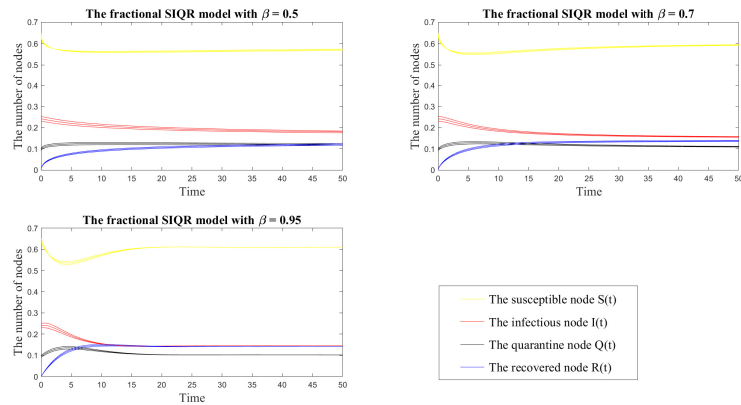 The fractional SIQR model with β = 0.5
The number of nodes
0.7
0.6
0.5
0.4
0.3
0.2
0.1
0
0 5 10 15 20 25 30 35 40 45 50
Time
The fractional SIQR model with β = 0.7
The number of nodes
0.7
0.6
0.5
0.4
0.3
0.2
0.1
0
0 5 10 15 20 25 30 35 40 45 50
Time
The fractional SIQR model with β = 0.95
The number of nodes
0.7
0.6
0.5
0.4
0.3
0.2
0.1
0
0 5 10 15 20 25 30 35 40 45 50
Time
The susceptible node S(t)
The infectious node I(t)
The quarantine node Q(t)
The recovered node R(t)